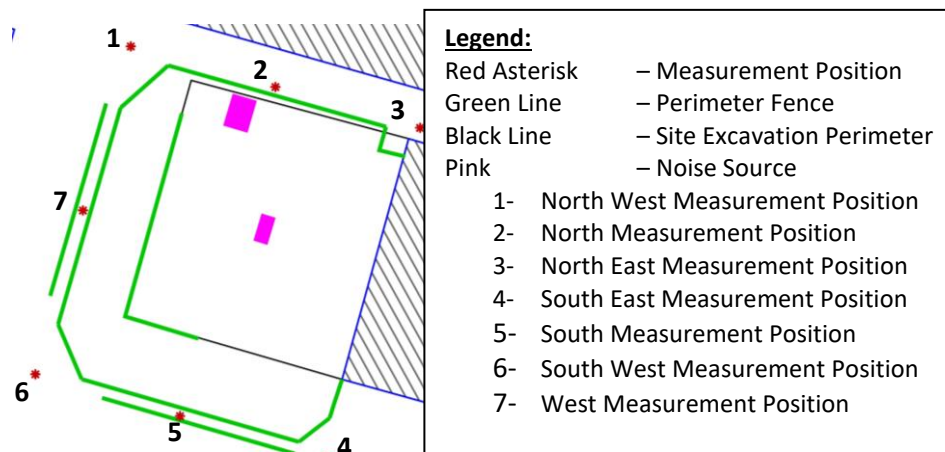 1
2
3
7
6
5
4
Legend:
Red Asterisk – Measurement Position
Green Line – Perimeter Fence
Black Line – Site Excavation Perimeter
Pink – Noise Source
1- North West Measurement Position
2- North Measurement Position
3- North East Measurement Position
4- South East Measurement Position
5- South Measurement Position
6- South West Measurement Position
7- West Measurement Position